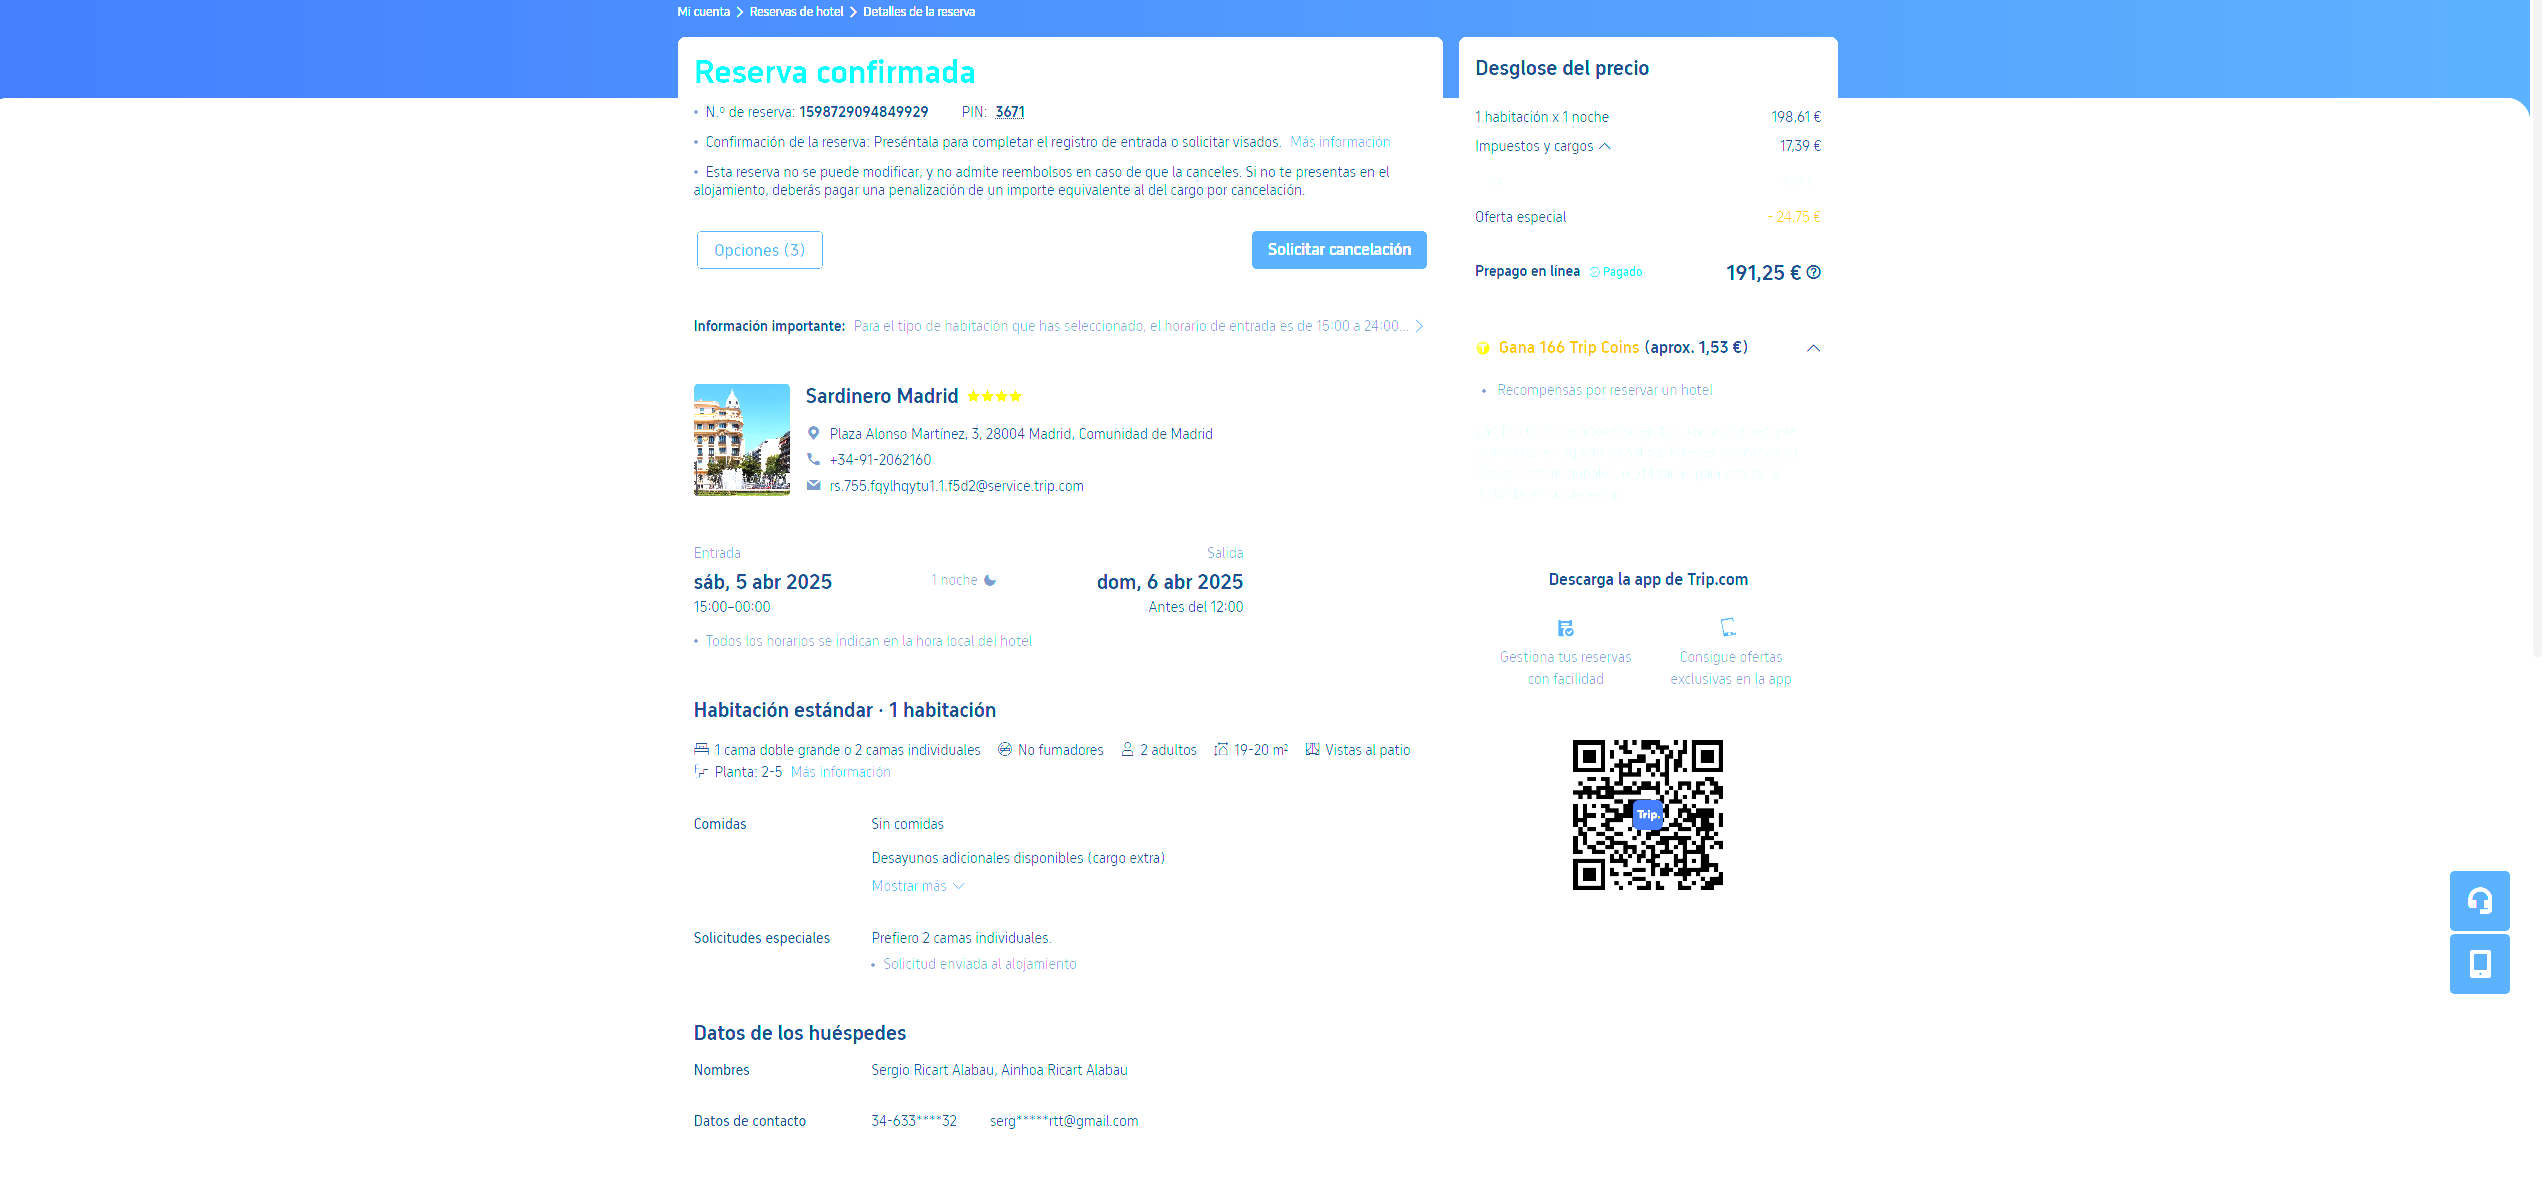 Mi cuenta > Reservas de hotel > Detalles de la reserva
Reserva confirmada
• N.º de reserva: 1598729094849929 PIN: 3671
• Confirmación de la reserva: Preséntala para completar el registro de entrada o solicitar visados. Más información
• Esta reserva no se puede modificar, y no admite reembolsos en caso de que la canceles. Si no te presentas en el
alojamiento, deberás pagar una penalización de un importe equivalente al del cargo por cancelación.
Opciones (3)
Solicitar cancelación
Información importante: Para el tipo de habitación que has seleccionado, el horario de entrada es de 15:00 a 24:00...
Sardinero Madrid
Plaza Alonso Martínez, 3, 28004 Madrid, Comunidad de Madrid
+34-91-2062160
rs.755.fqylhqytu1.1.f5d2@service.trip.com
Entrada
Salida
sáb, 5 abr 2025
1 noche
dom, 6 abr 2025
15:00–00:00
Antes del 12:00
• Todos los horarios se indican en la hora local del hotel
Habitación estándar · 1 habitación
1 cama doble grande o 2 camas individuales No fumadores 2 adultos 19-20 m² Vistas al patio
Planta: 2-5 Más información
Comidas
Sin comidas
Desayunos adicionales disponibles (cargo extra)
Mostrar más
Solicitudes especiales
Prefiero 2 camas individuales.
• Solicitud enviada al alojamiento
Datos de los huéspedes
Nombres
Sergio Ricart Alabau, Ainhoa Ricart Alabau
Datos de contacto
34-633****32 serg*****rtt@gmail.com
Desglose del precio
1 habitación x 1 noche 198,61 €
Impuestos y cargos 17,39 €
Oferta especial - 24,75 €
Prepago en línea Pagado 191,25 €
Gana 166 Trip Coins (aprox. 1,53 €)
• Recompensas por reservar un hotel
Descarga la app de Trip.com
Gestiona tus reservas
con facilidad
Consigue ofertas
exclusivas en la app
Trip.